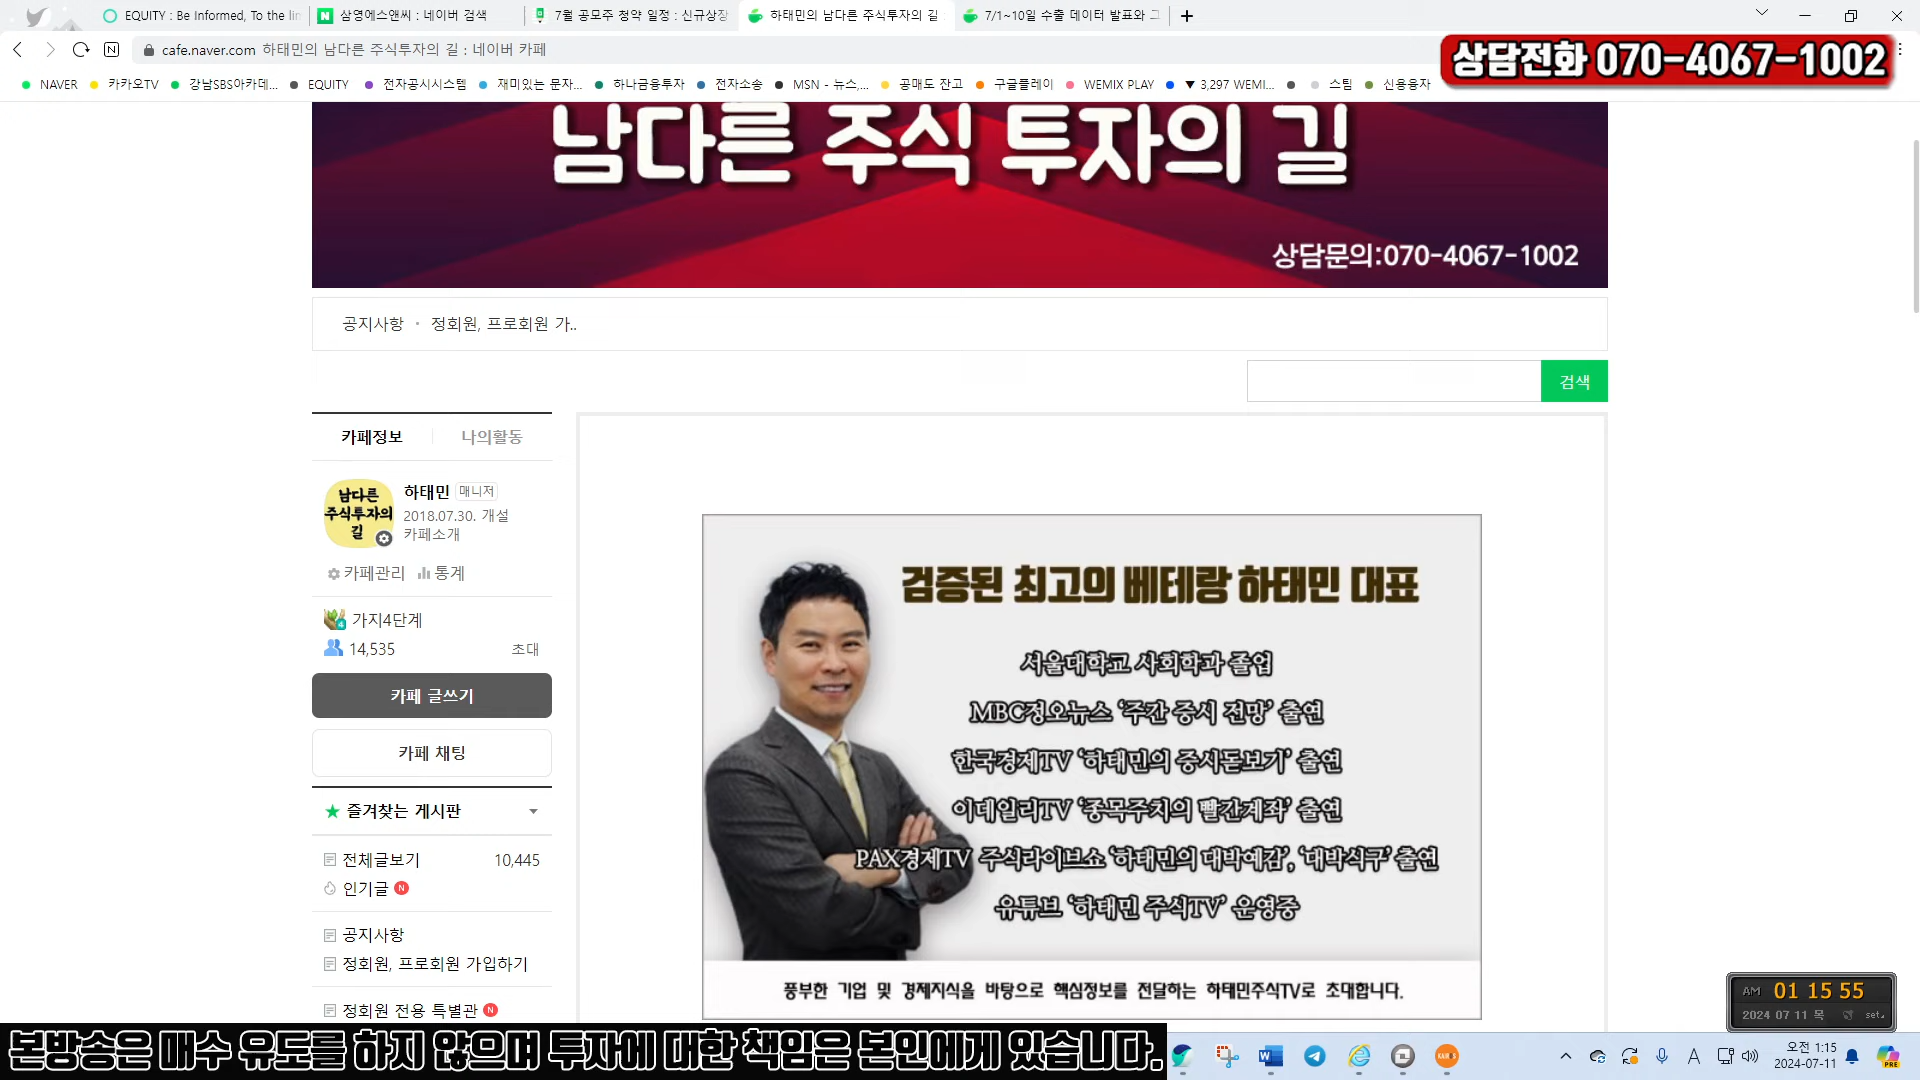 EQUITY : Be Informed, To the lin
삼영에스앤씨 : 네이버 검색
7월 공모주 청약 일정 : 신규상장
하태민의 남다른 주식투자의 길 :
7/1~10일 수출 데이터 발표와 그
cafe.naver.com 하태민의 남다른 주식투자의 길 : 네이버 카페
상담전화 070-4067-1002
NAVER
카카오TV
강남SBS아카데...
EQUITY
전자공시시스템
재미있는 문자...
하나금융투자
전자소송
MSN - 뉴스,...
공매도 잔고
구글플레이
WEMIX PLAY
▼ 3,297 WEMI...
스팀
신용융자
남다른 주식 투자의 길
상담문의:070-4067-1002
공지사항 · 정회원, 프로회원 가..
검색
카페정보
나의활동
남다른
주식투자의
길
하태민 매니저
2018.07.30. 개설
카페소개
카페관리
통계
가지4단계
14,535
초대
카페 글쓰기
카페 채팅
즐겨찾는 게시판
전체글보기 10,445
인기글 N
공지사항
정회원, 프로회원 가입하기
정회원 전용 특별관 N
검증된 최고의 베테랑 하태민 대표
서울대학교 사회학과 졸업
MBC정오뉴스 '주간 증시 전망' 출연
한국경제TV '하태민의 증시돋보기' 출연
이데일리TV '종목주치의 빨간계좌' 출연
PAX경제TV 주식라이브쇼 '하태민의 대박예감', '대박식구' 출연
유튜브 '하태민 주식TV' 운영중
풍부한 기업 및 경제지식을 바탕으로 핵심정보를 전달하는 하태민주식TV로 초대합니다.
AM 01 15 55
2024 07 11 목 set
본방송은 매수 유도를 하지 않으며 투자에 대한 책임은 본인에게 있습니다.
A
오전 1:15
2024-07-11
PRE